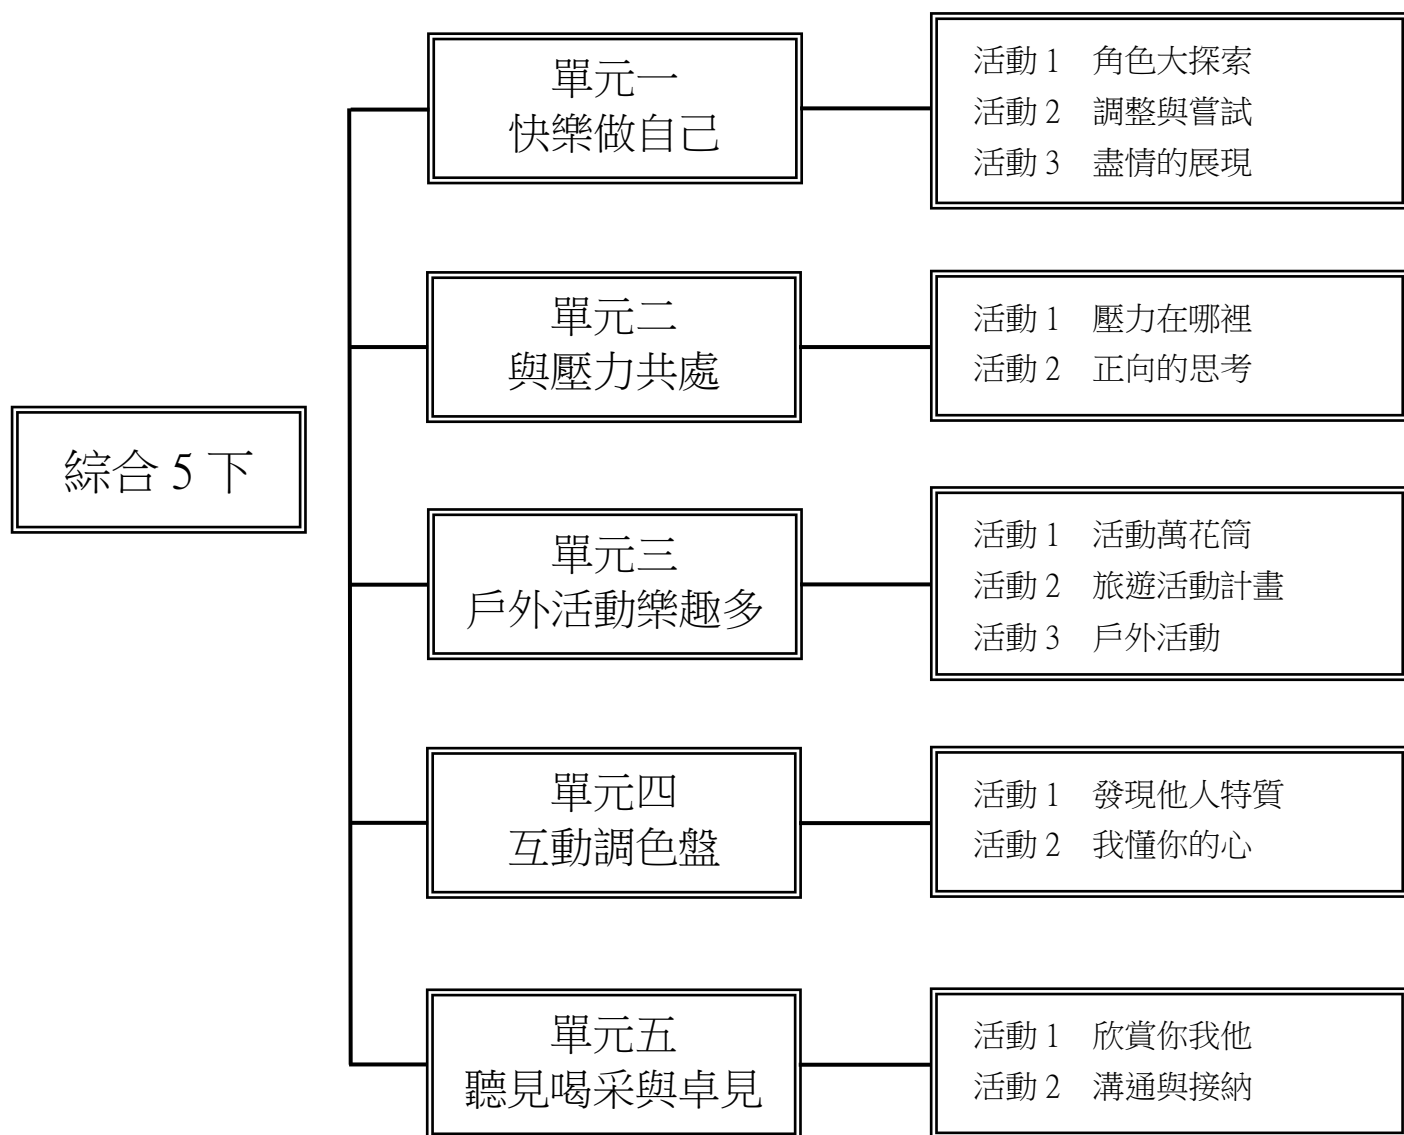 綜合 5 下
單元一
快樂做自己
活動 1 角色大探索
活動 2 調整與嘗試
活動 3 盡情的展現
單元二
與壓力共處
活動 1 壓力在哪裡
活動 2 正向的思考
單元三
戶外活動樂趣多
活動 1 活動萬花筒
活動 2 旅遊活動計畫
活動 3 戶外活動
單元四
互動調色盤
活動 1 發現他人特質
活動 2 我懂你的心
單元五
聽見喝采與卓見
活動 1 欣賞你我他
活動 2 溝通與接納